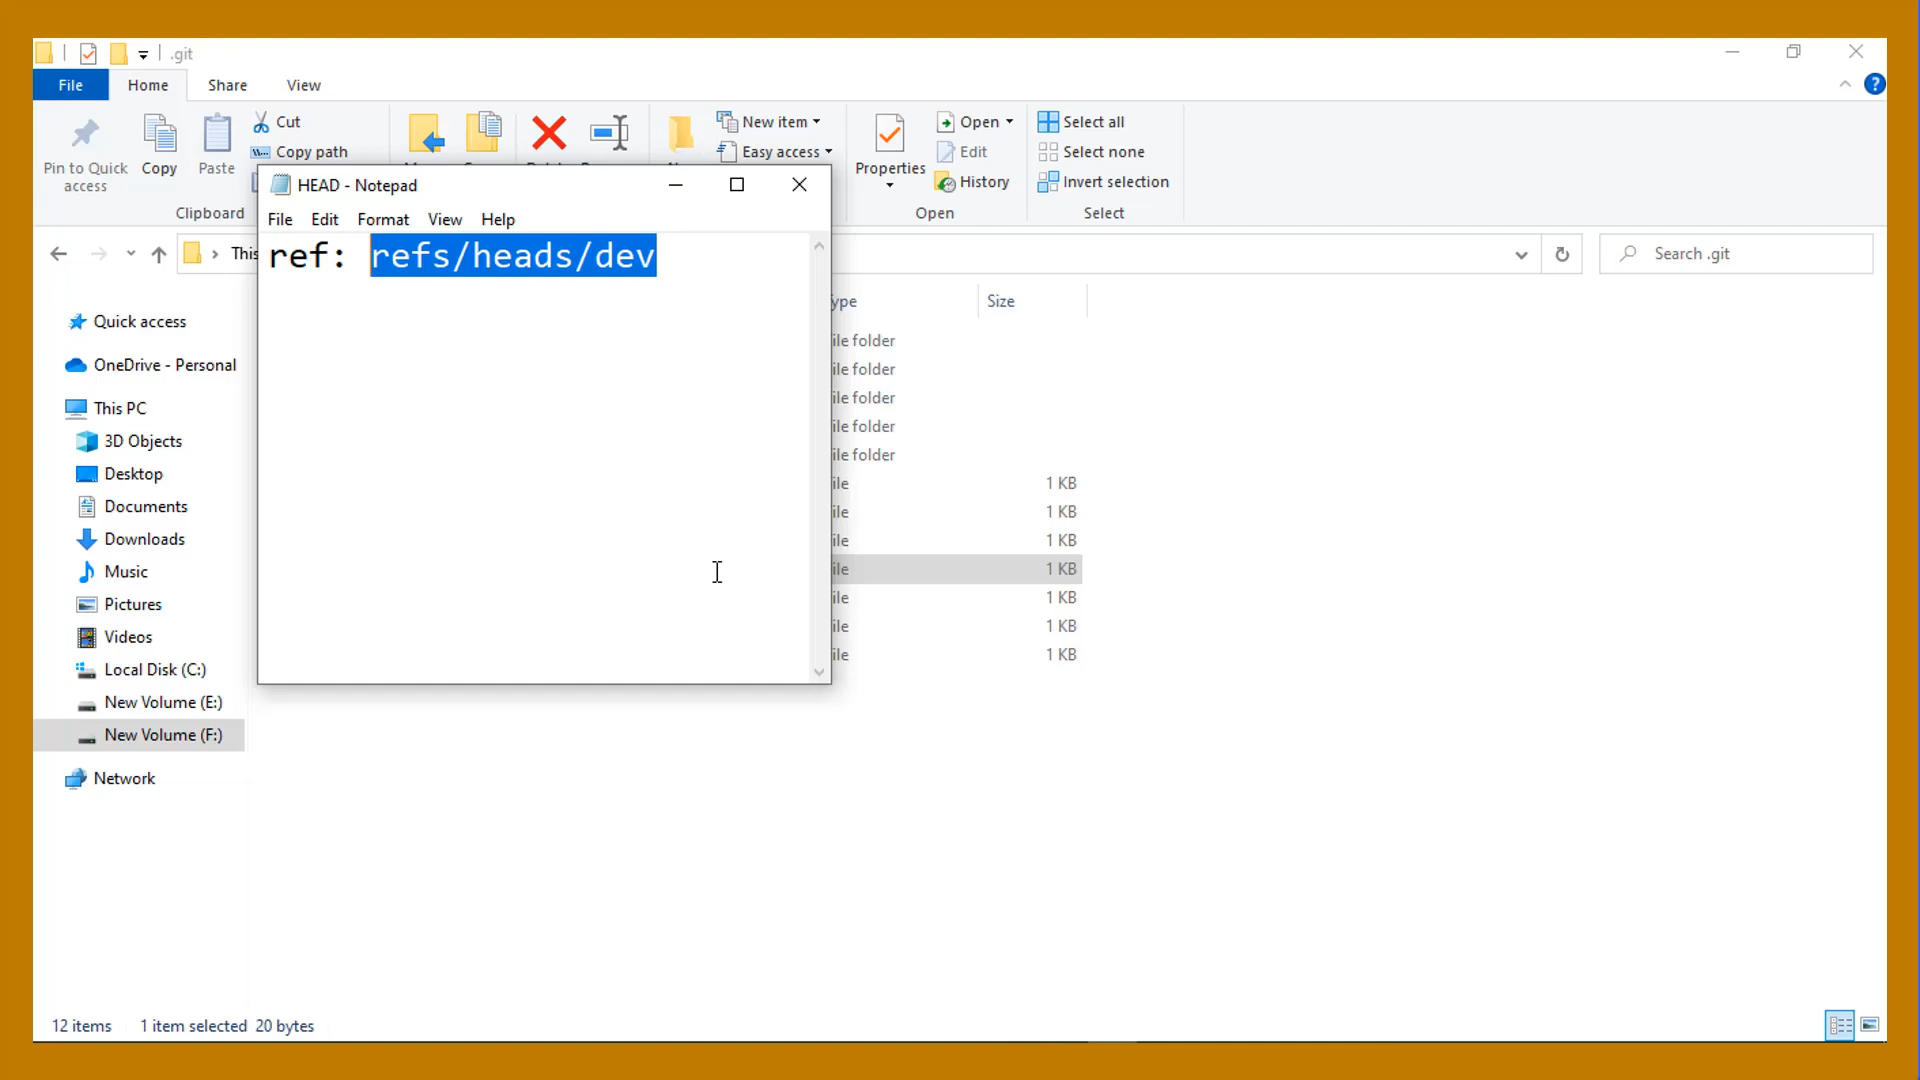 .git
File Home Share View
Pin to Quick access
Copy
Paste
Cut
Copy path
Clipboard
New item
Easy access
Properties
Open
Edit
History
Open
Select all
Select none
Invert selection
Select
HEAD - Notepad
File Edit Format View Help
ref: refs/heads/dev
This
Search .git
Size
Quick access
OneDrive - Personal
This PC
3D Objects
Desktop
Documents
Downloads
Music
Pictures
Videos
Local Disk (C:)
New Volume (E:)
New Volume (F:)
Network
ype
ile folder
ile folder
ile folder
ile folder
ile folder
ile 1 KB
ile 1 KB
ile 1 KB
ile 1 KB
ile 1 KB
ile 1 KB
ile 1 KB
12 items 1 item selected 20 bytes